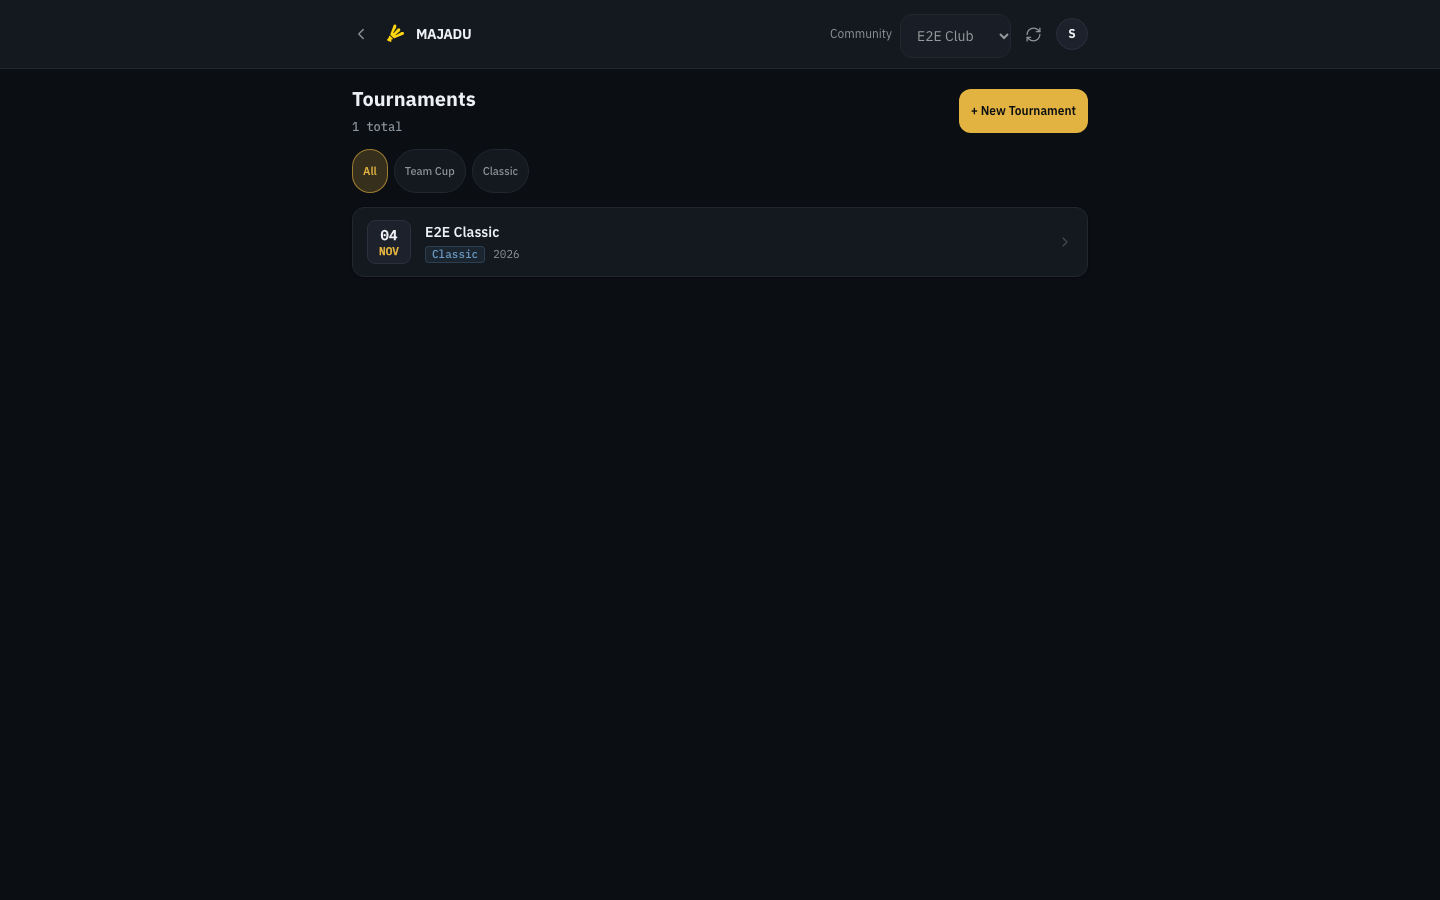 MAJADU
Community
E2E Club
S
Tournaments
1 total
+ New Tournament
All
Team Cup
Classic
04
NOV
E2E Classic
Classic
2026